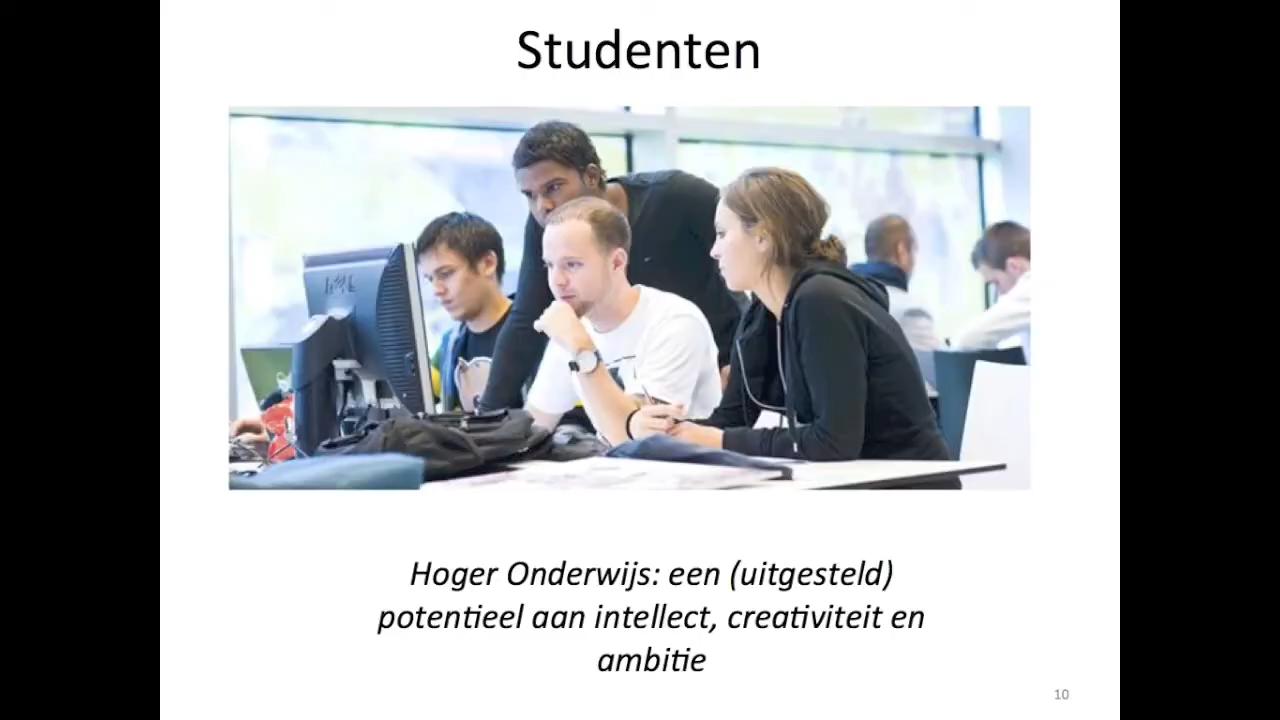 Studenten
Hoger Onderwijs: een (uitgesteld)
potentieel aan intellect, creativiteit en
ambitie
10